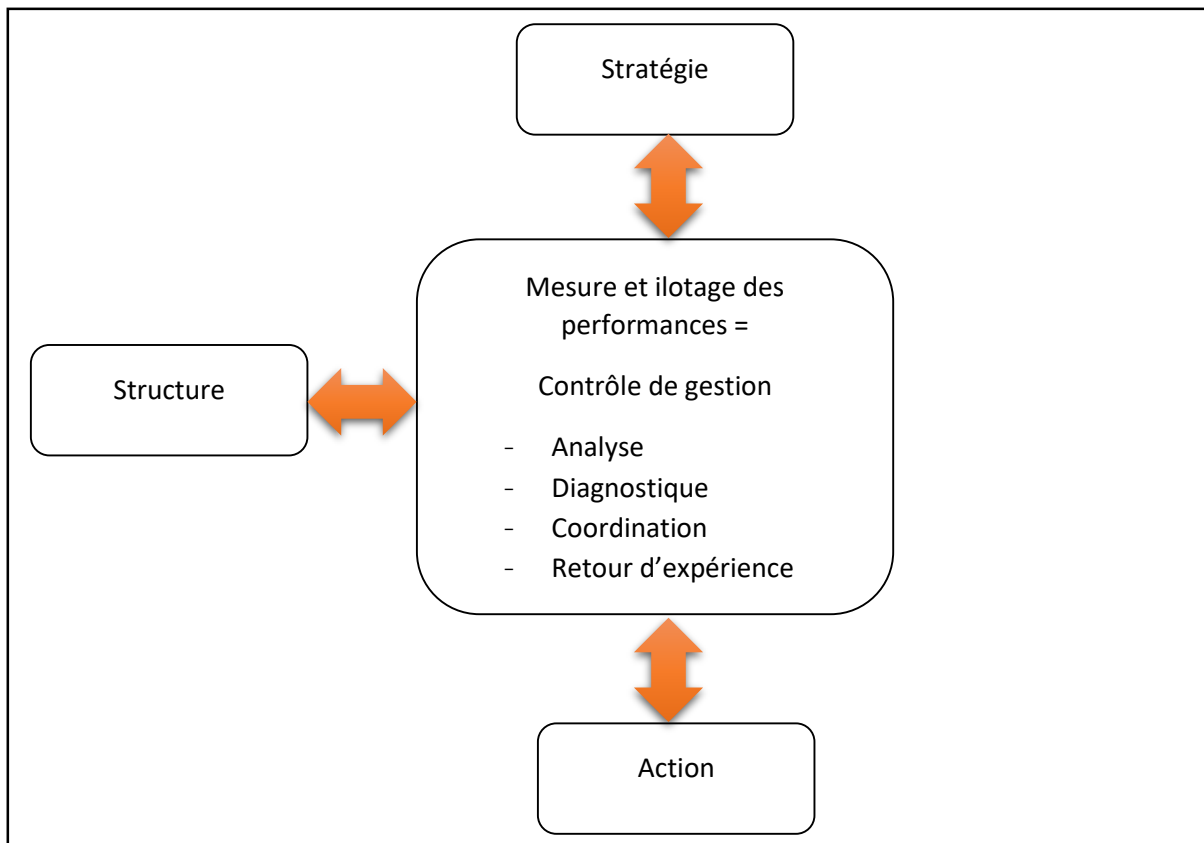 Stratégie
Mesure et ilotage des
performances =
Structure
Contrôle de gestion
- Analyse
- Diagnostique
- Coordination
- Retour d’expérience
Action